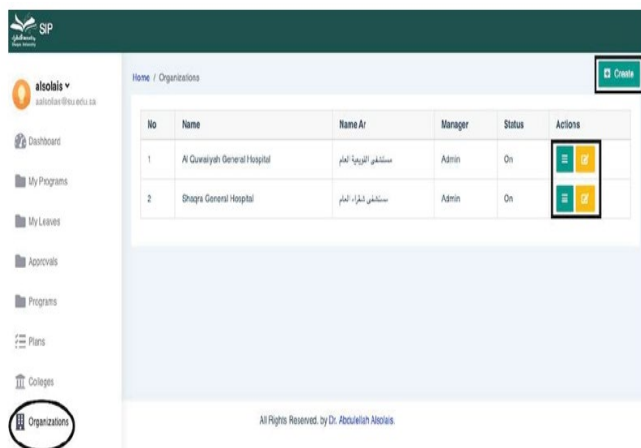 SIP
alsolais
aalsolais@su.edu.sa
Dashboard
My Programs
My Leaves
Approvals
Programs
Plans
Colleges
Organizations
Home / Organizations
Create
No Name Name Ar Manager Status Actions
1 Al Quwaiiyah General Hospital مستشفى القويعية العام Admin On
2 Shaqra General Hospital مستشفى شقراء العام Admin On
All Rights Reserved. by Dr. Abdulellah Alsolais.